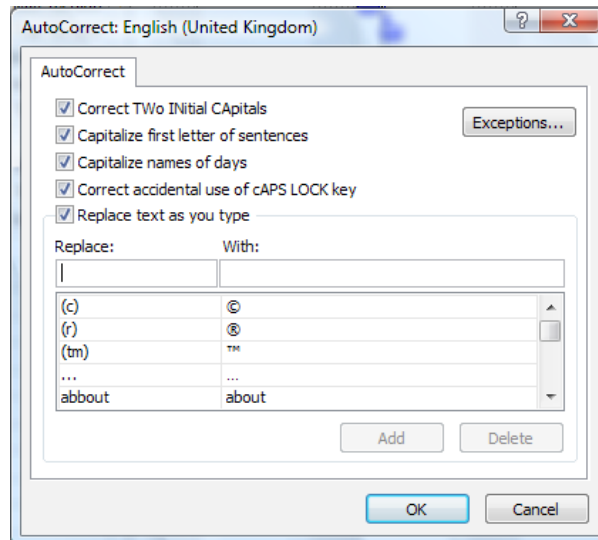 AutoCorrect: English (United Kingdom)
AutoCorrect
Correct TWo INitial CApitals
Exceptions...
Capitalize first letter of sentences
Capitalize names of days
Correct accidental use of cAPS LOCK key
Replace text as you type
Replace: With:
(c) ©
(r) ®
(tm) ™
... …
abbout about
Add Delete
OK Cancel